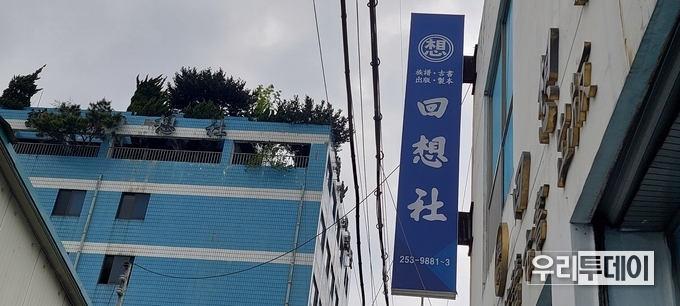 想
族譜·古書
出版·製本
回想社
253-9881~3
우리투데이